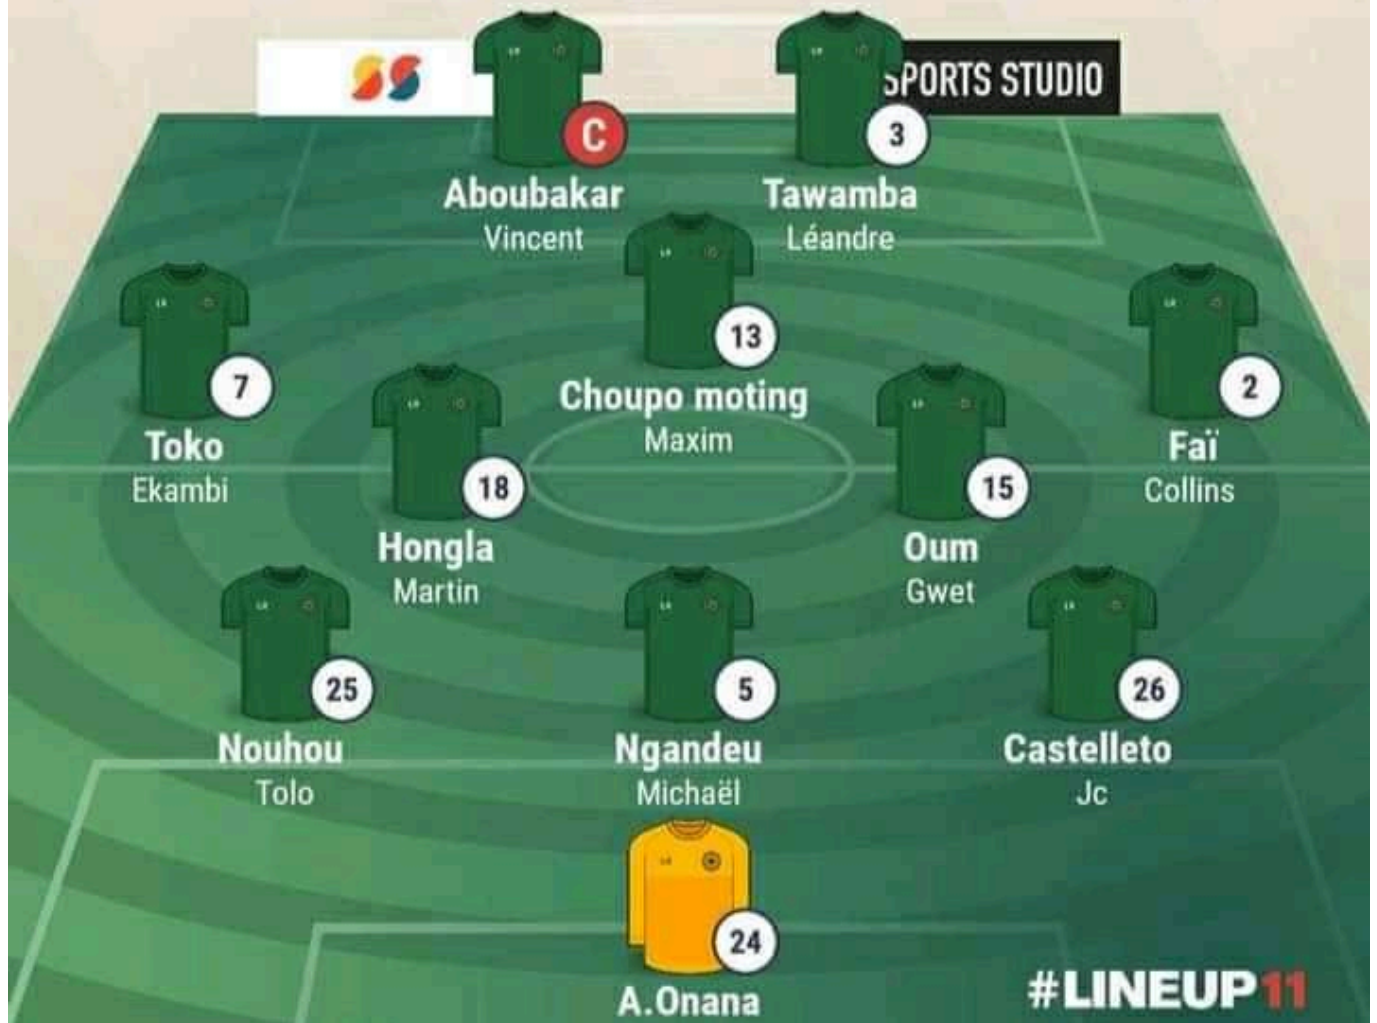 SPORTS STUDIO
C
3
Aboubakar
Vincent
Tawamba
Léandre
13
Choupo moting
Maxim
7
Toko
Ekambi
2
Faï
Collins
18
Hongla
Martin
15
Oum
Gwet
25
Nouhou
Tolo
5
Ngandeu
Michaël
26
Castelleto
Jc
24
A.Onana
#LINEUP11